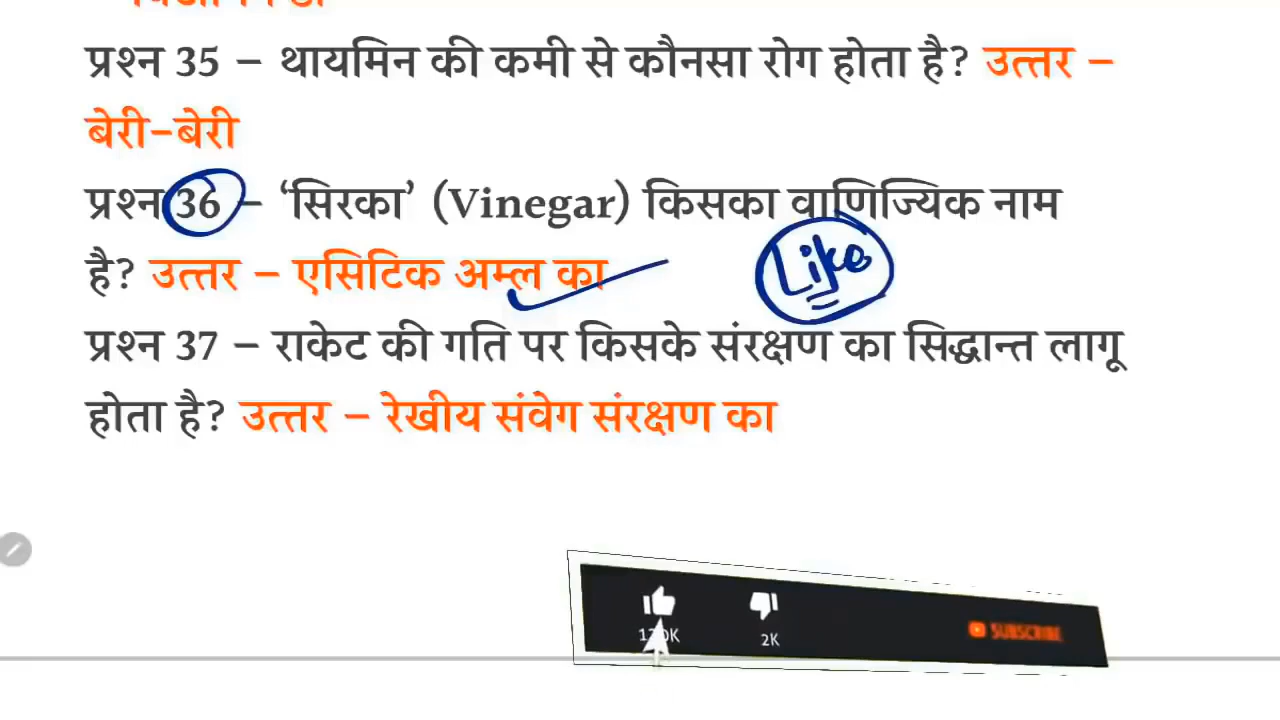 प्रश्न 35 – थायमिन की कमी से कौनसा रोग होता है? उत्तर –
बेरी-बेरी
प्रश्न 36 – ‘सिरका’ (Vinegar) किसका वाणिज्यिक नाम
है? उत्तर – एसिटिक अम्ल का
Like
प्रश्न 37 – राकेट की गति पर किसके संरक्षण का सिद्धान्त लागू
होता है? उत्तर – रेखीय संवेग संरक्षण का
2K
SUBSCRIBE